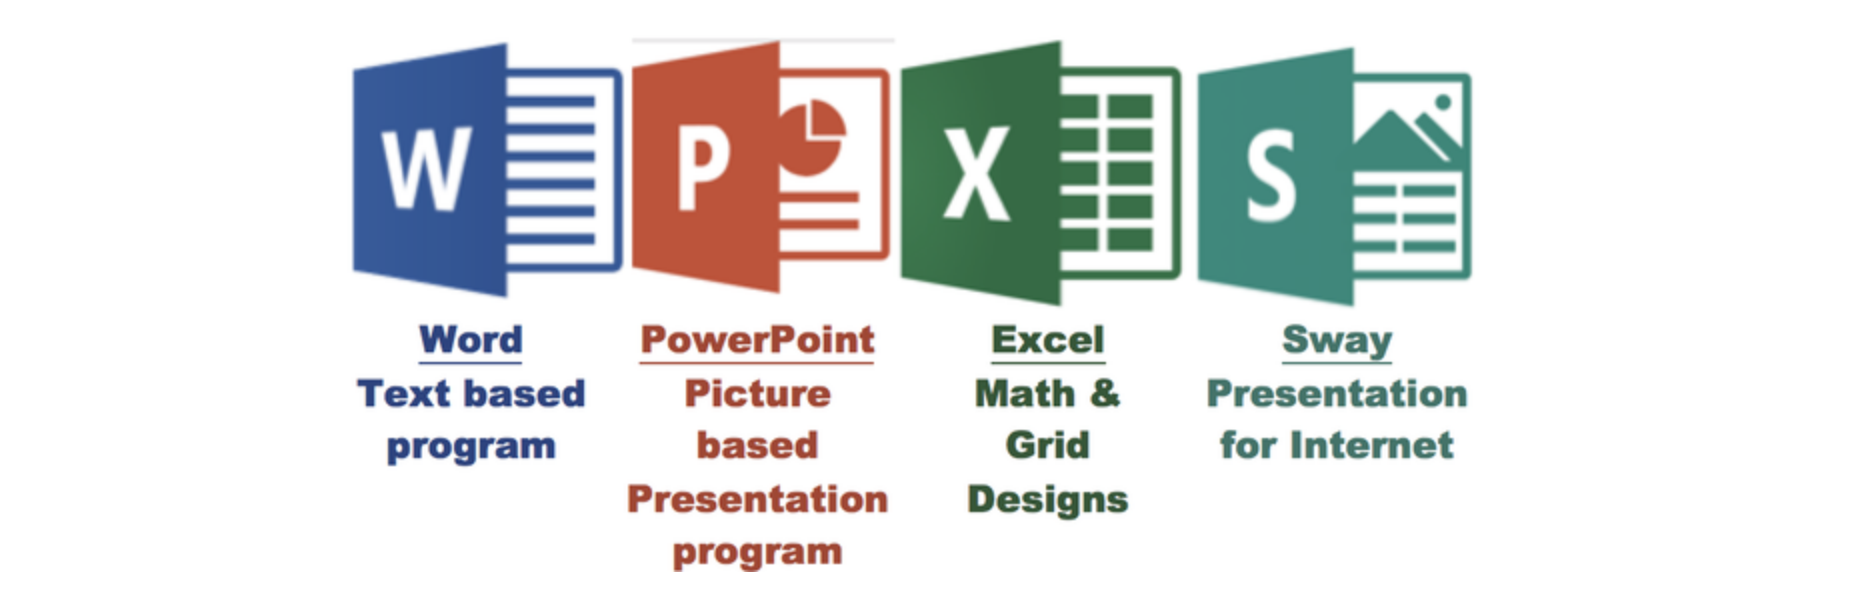 W
P
X
S
Word
Text based
program
PowerPoint
Picture
based
Presentation
program
Excel
Math &
Grid
Designs
Sway
Presentation
for Internet